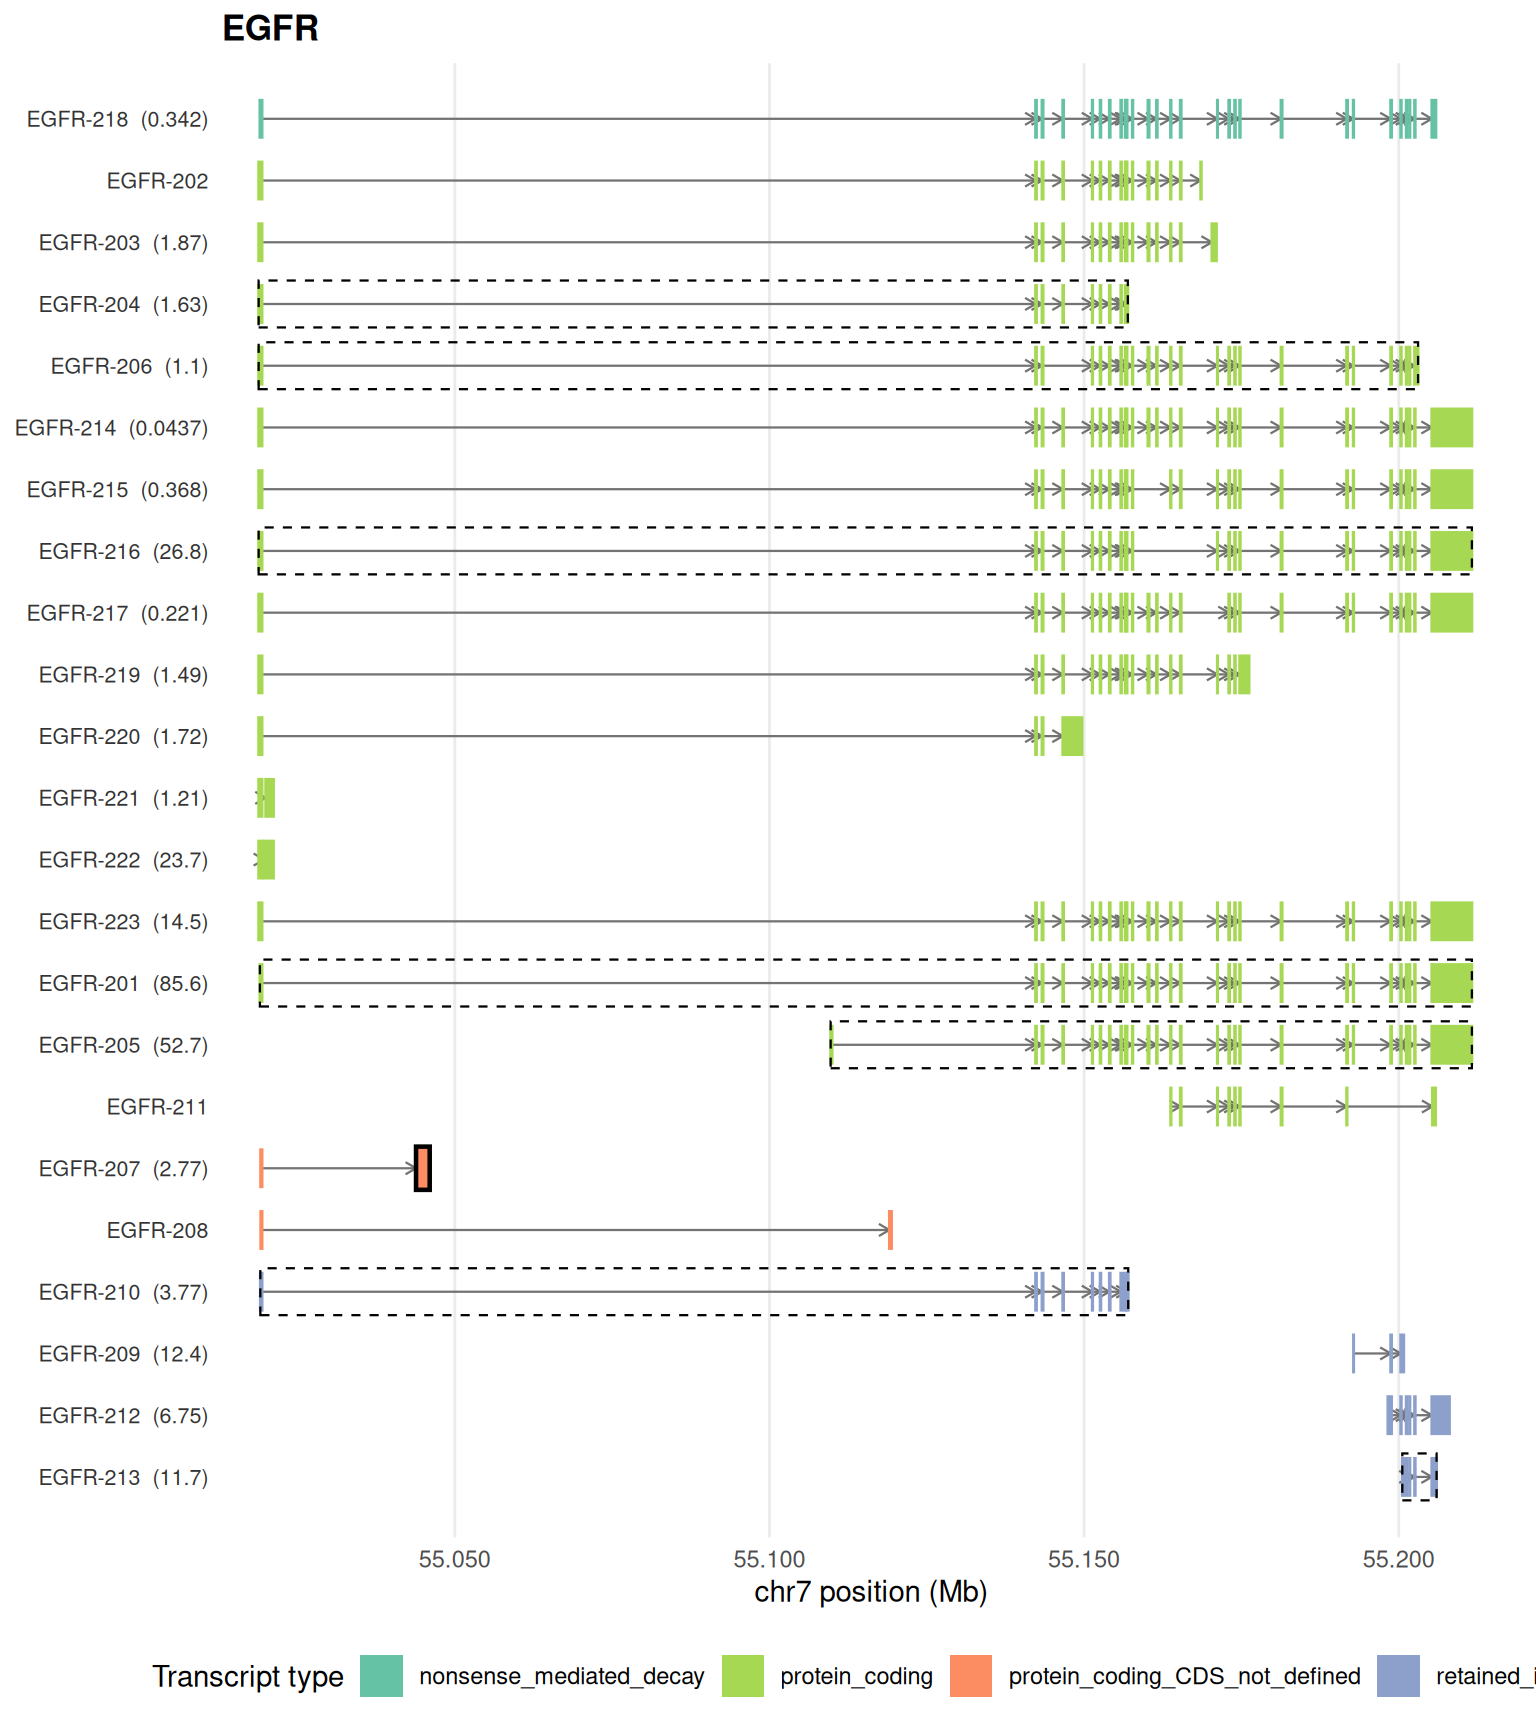 EGFR
EGFR-218 (0.342)
EGFR-202
EGFR-203 (1.87)
EGFR-204 (1.63)
EGFR-206 (1.1)
EGFR-214 (0.0437)
EGFR-215 (0.368)
EGFR-216 (26.8)
EGFR-217 (0.221)
EGFR-219 (1.49)
EGFR-220 (1.72)
EGFR-221 (1.21)
EGFR-222 (23.7)
EGFR-223 (14.5)
EGFR-201 (85.6)
EGFR-205 (52.7)
EGFR-211
EGFR-207 (2.77)
EGFR-208
EGFR-210 (3.77)
EGFR-209 (12.4)
EGFR-212 (6.75)
EGFR-213 (11.7)
55.050 55.100 55.150 55.200
chr7 position (Mb)
Transcript type nonsense_mediated_decay protein_coding protein_coding_CDS_not_defined retained_i